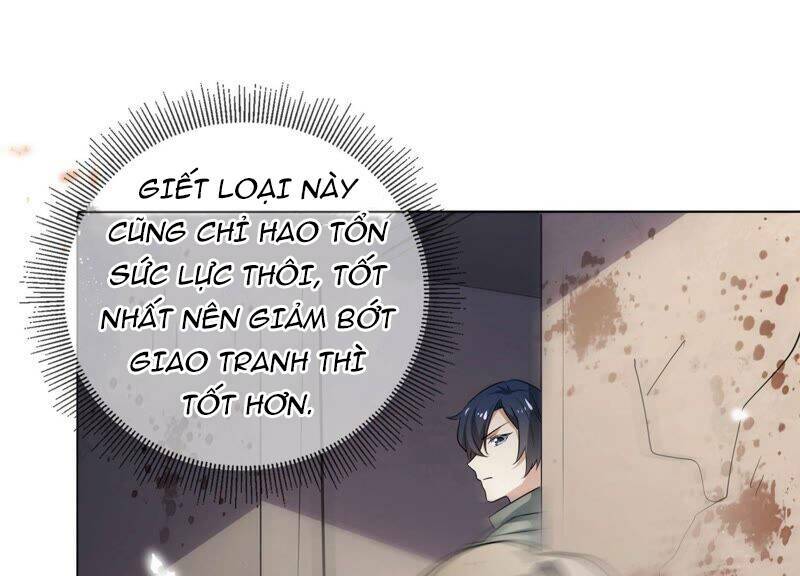 GIẾT LOẠI NÀY
CŨNG CHỈ HAO TỔN
SỨC LỰC THÔI, TỐT
NHẤT NÊN GIẢM BỚT
GIAO TRANH THÌ
TỐT HƠN.